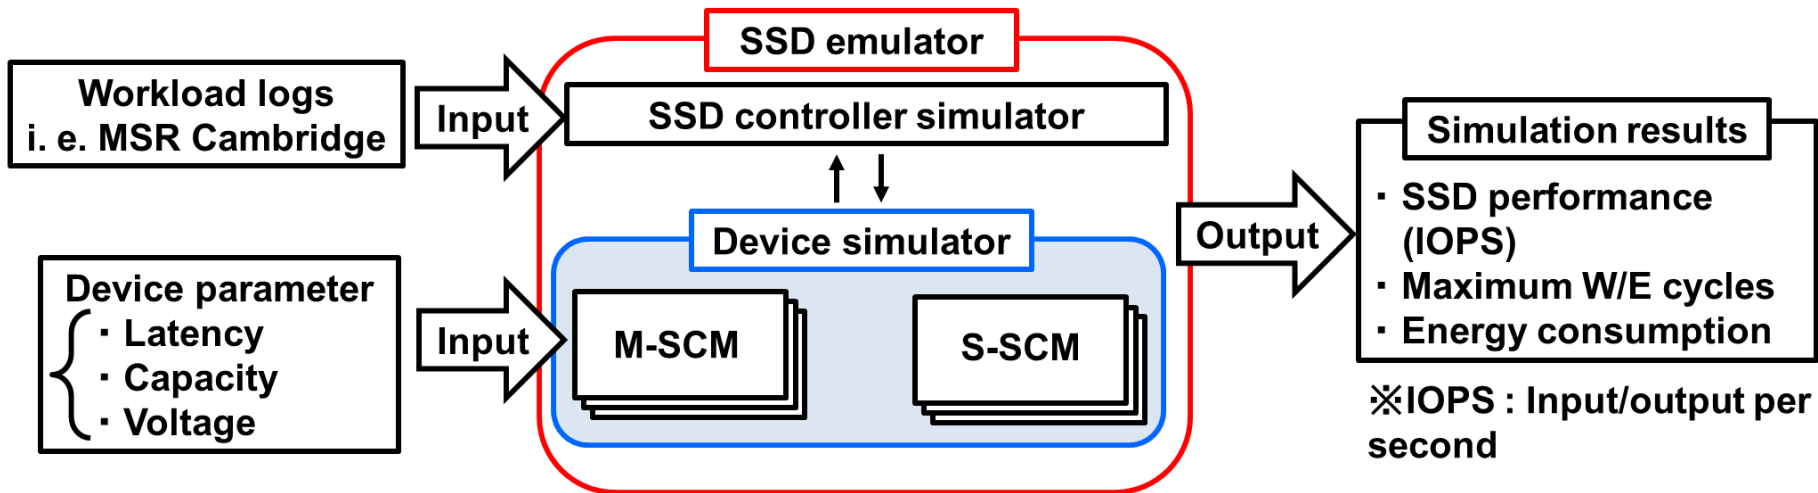 SSD emulator
Workload logs
i. e. MSR Cambridge
Input
SSD controller simulator
Device parameter
・Latency
・Capacity
・Voltage
Input
Device simulator
M-SCM
S-SCM
Output
Simulation results
・SSD performance
(IOPS)
・Maximum W/E cycles
・Energy consumption
※IOPS : Input/output per
second